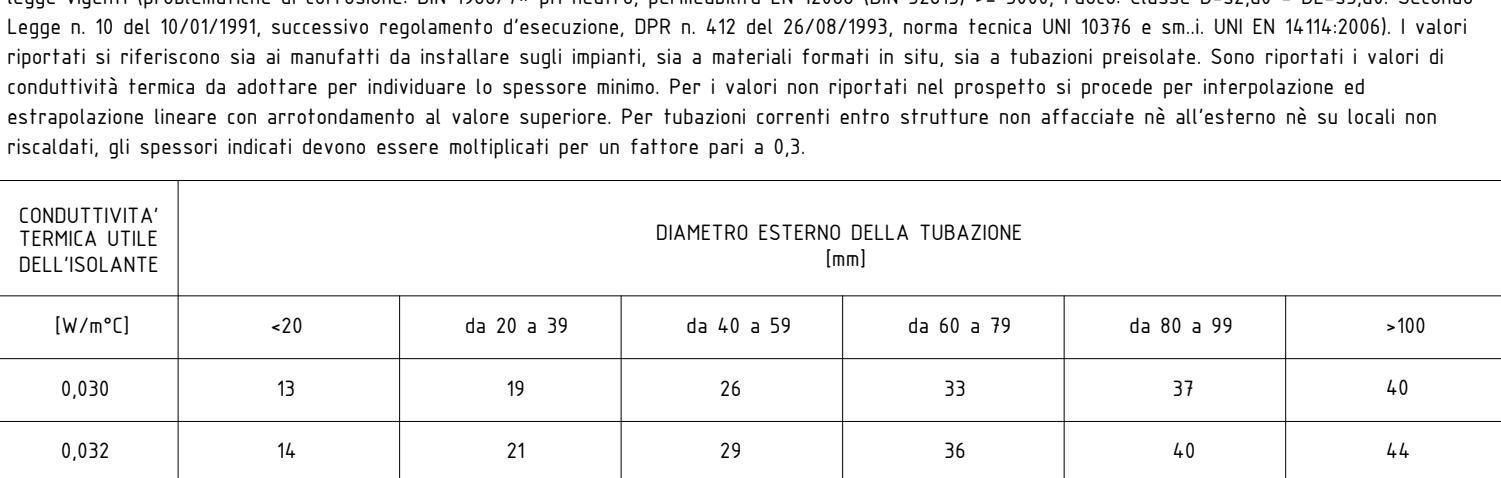 Legge n. 10 del 10/01/1991, successivo regolamento d'esecuzione, DPR n. 412 del 26/08/1993, norma tecnica UNI 10376 e sm..i. UNI EN 14114:2006). I valori
riportati si riferiscono sia ai manufatti da installare sugli impianti, sia a materiali formati in situ, sia a tubazioni preisolate. Sono riportati i valori di
conduttività termica da adottare per individuare lo spessore minimo. Per i valori non riportati nel prospetto si procede per interpolazione ed
estrapolazione lineare con arrotondamento al valore superiore. Per tubazioni correnti entro strutture non affacciate nè all'esterno nè su locali non
riscaldati, gli spessori indicati devono essere moltiplicati per un fattore pari a 0,3.
CONDUTTIVITA'
TERMICA UTILE
DELL'ISOLANTE
DIAMETRO ESTERNO DELLA TUBAZIONE
[mm]
[W/m°C] <20 da 20 a 39 da 40 a 59 da 60 a 79 da 80 a 99 >100
0,030 13 19 26 33 37 40
0,032 14 21 29 36 40 44